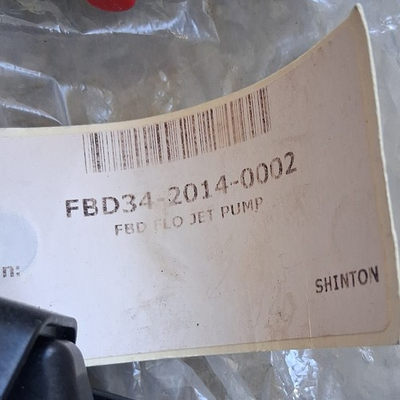 FBD34-2014-0002
FBD FLO JET PUMP
n:
SHINTON